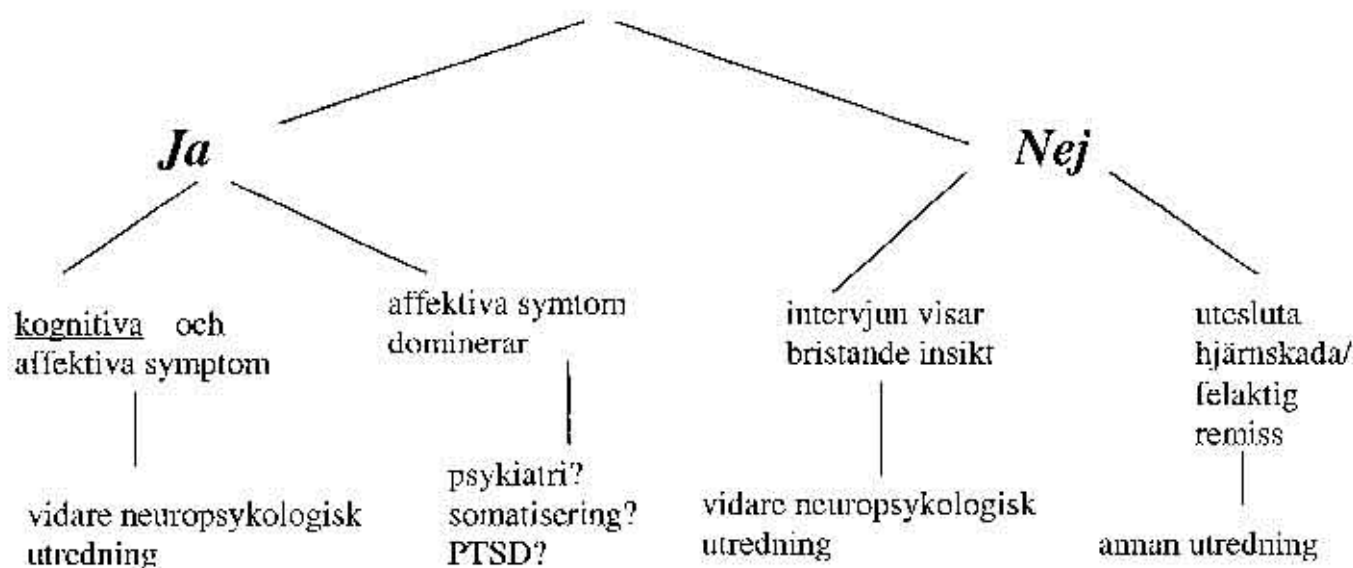 Ja
Nej
kognitiva och
affektiva symptom
affektiva symtom
dominerar
intervjun visar
bristande insikt
utesluta
hjärnskada/
felaktig
remiss
vidare neuropsykologisk
utredning
psykiatri?
somatisering?
PTSD?
vidare neuropsykologisk
utredning
annan utredning